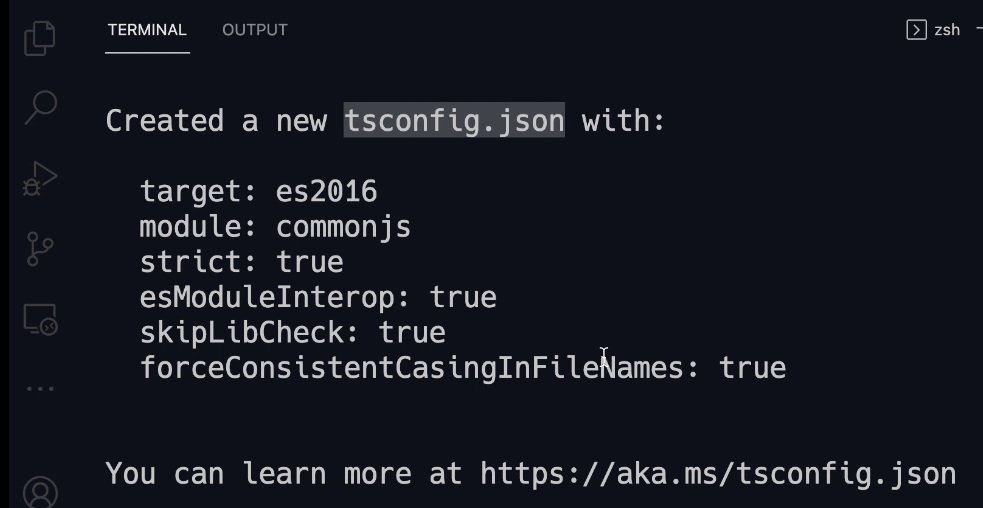 TERMINAL OUTPUT zsh
Created a new tsconfig.json with:
target: es2016
module: commonjs
strict: true
esModuleInterop: true
skipLibCheck: true
forceConsistentCasingInFileNames: true
You can learn more at https://aka.ms/tsconfig.json